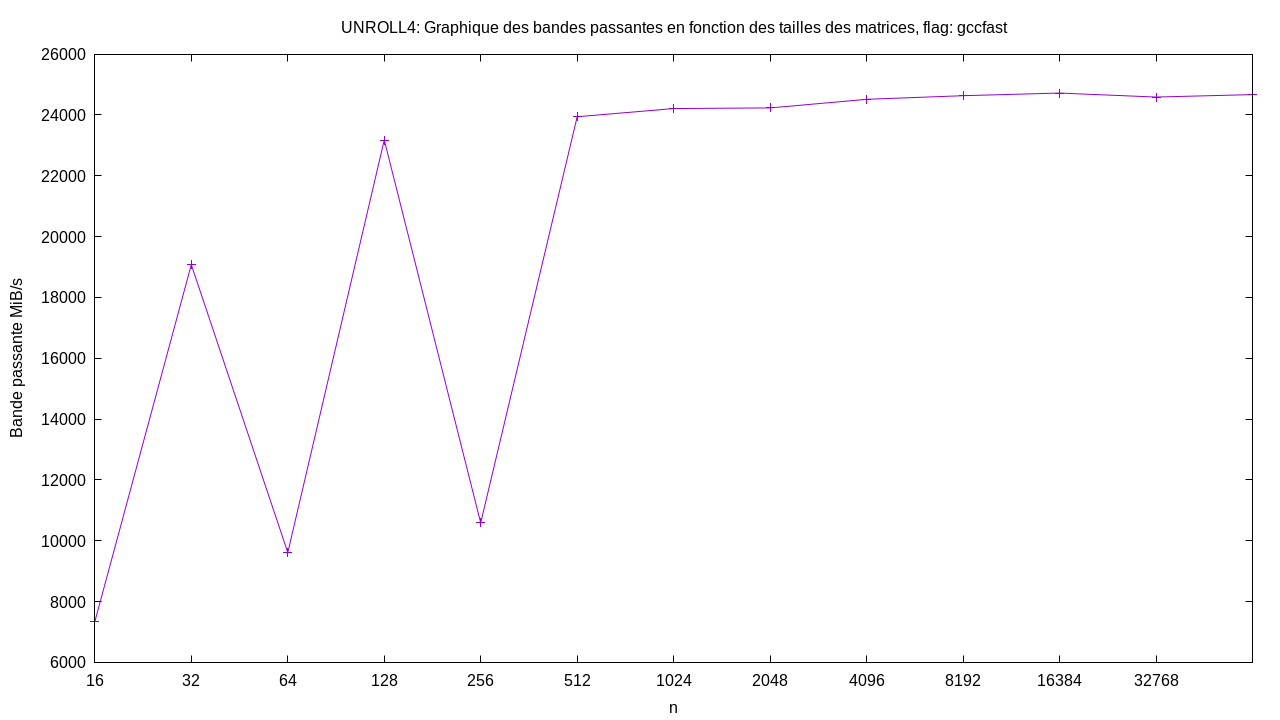 UNROLL4: Graphique des bandes passantes en fonction des tailles des matrices, flag: gccfast
26000
24000
22000
20000
18000
16000
14000
12000
10000
8000
6000
Bande passante MiB/s
16 32 64 128 256 512 1024 2048 4096 8192 16384 32768
n